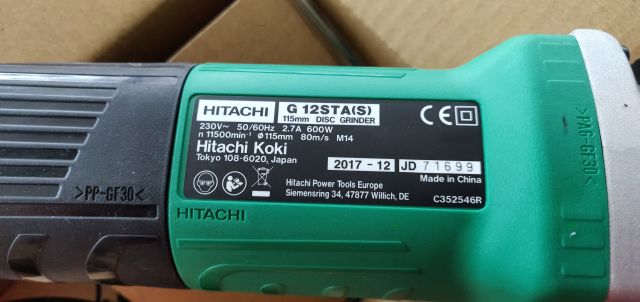 HITACHI G 12STA(S)
115mm DISC GRINDER
230V~ 50/60Hz 2.7A 600W
n 11500min⁻¹ ø115mm 80m/s M14
Hitachi Koki
Tokyo 108-6020, Japan
2017-12 JD 71699
Made in China
Hitachi Power Tools Europe
Siemensring 34, 47877 Willich, DE
C352546R
CE
HITACHI
>PP-GF30<
>PA6-GF30<